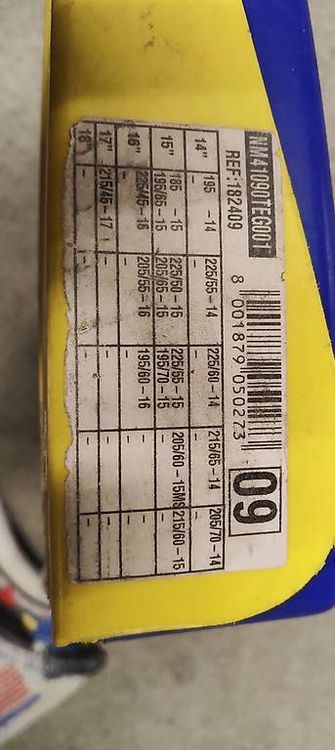 NM41090TEG001
REF:182409
8 001879 050273
09
14" 195 -14 225/55-14 225/60-14 215/65-14 205/70-14
15" 185 -15 225/50-15 225/55-15 205/60-15MS 215/60-15
195/65-15 205/65-15 195/70-15
16" 225/45-16 205/55-16 195/60-16 - -
17" 215/45-17 - - - -
18" - - - - -